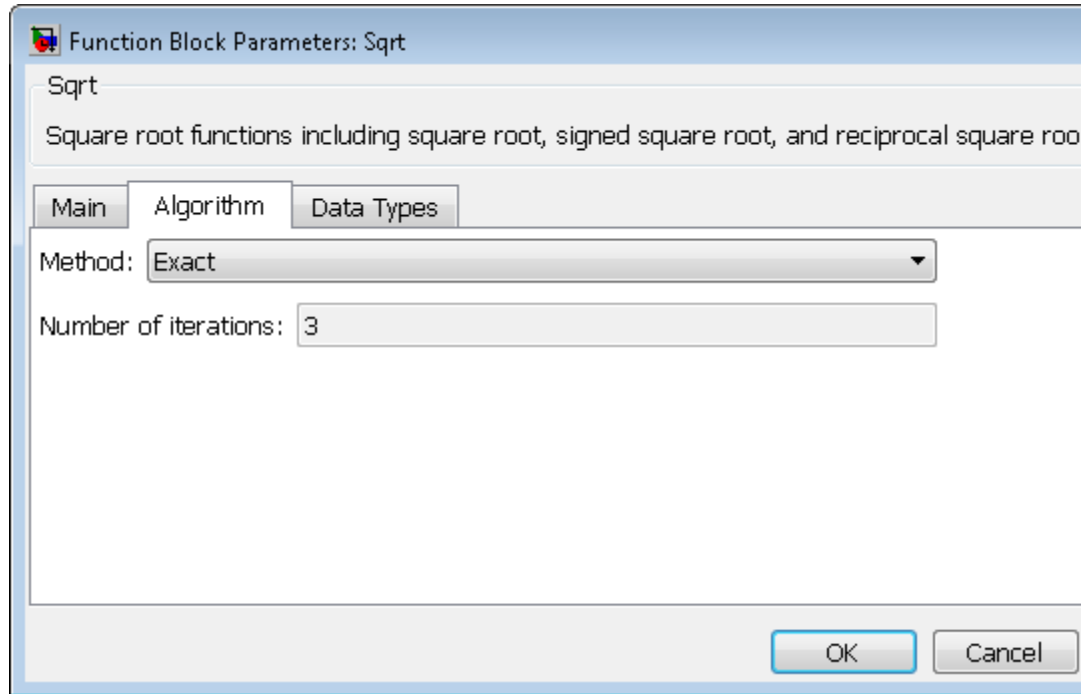 Function Block Parameters: Sqrt
Sqrt
Square root functions including square root, signed square root, and reciprocal square roo
Main Algorithm Data Types
Method: Exact
Number of iterations: 3
OK Cancel